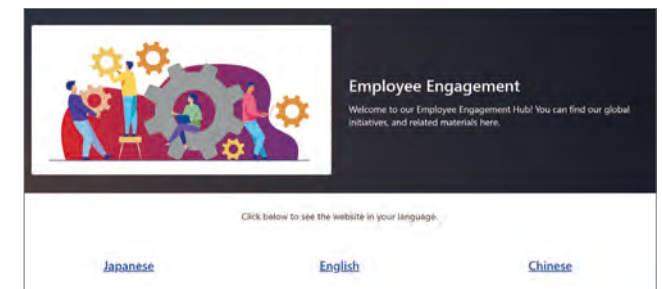 Employee Engagement
Welcome to our Employee Engagement Hub! You can find our global
initiatives, and related materials here.
Click below to see the website in your language.
Japanese
English
Chinese